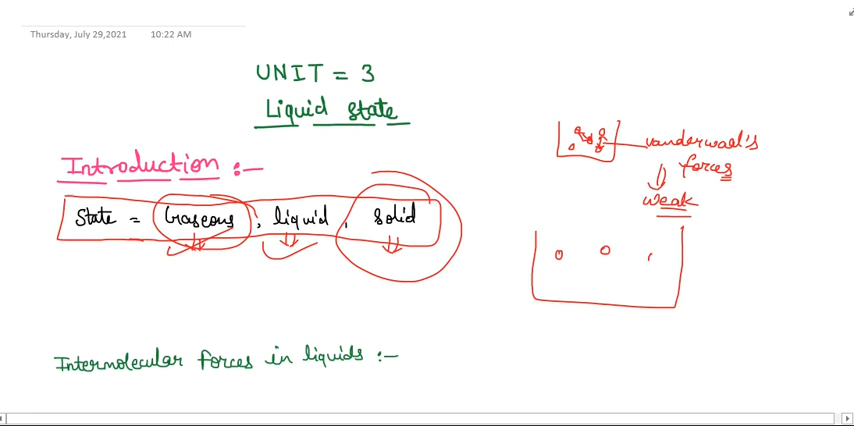 Thursday, July 29,2021 10:22 AM
UNIT = 3
Liquid state
Introduction :-
State = Gaseous , liquid , solid
vanderwaal's
forces
weak
Intermolecular forces in liquids :-